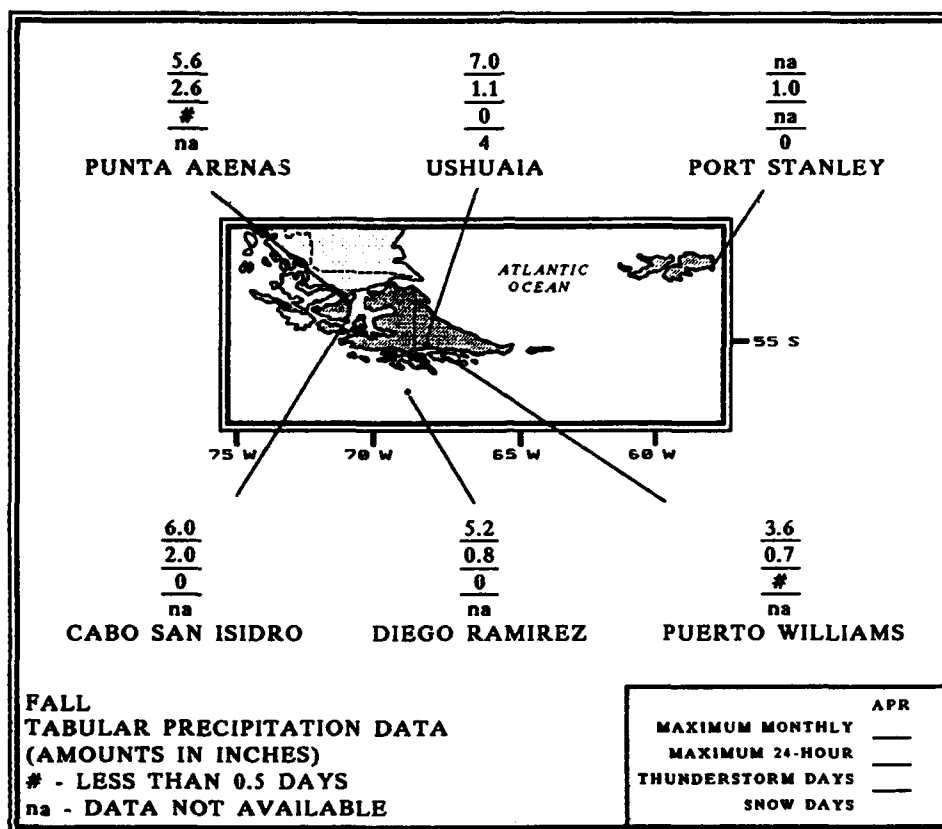 5.6
2.6
#
na
PUNTA ARENAS
7.0
1.1
0
4
USHUAIA
na
1.0
na
0
PORT STANLEY
ATLANTIC
OCEAN
55 S
75 W
70 W
65 W
60 W
6.0
2.0
0
na
CABO SAN ISIDRO
5.2
0.8
0
na
DIEGO RAMIREZ
3.6
0.7
#
na
PUERTO WILLIAMS
FALL
TABULAR PRECIPITATION DATA
(AMOUNTS IN INCHES)
# - LESS THAN 0.5 DAYS
na - DATA NOT AVAILABLE
APR
MAXIMUM MONTHLY
MAXIMUM 24-HOUR
THUNDERSTORM DAYS
SNOW DAYS